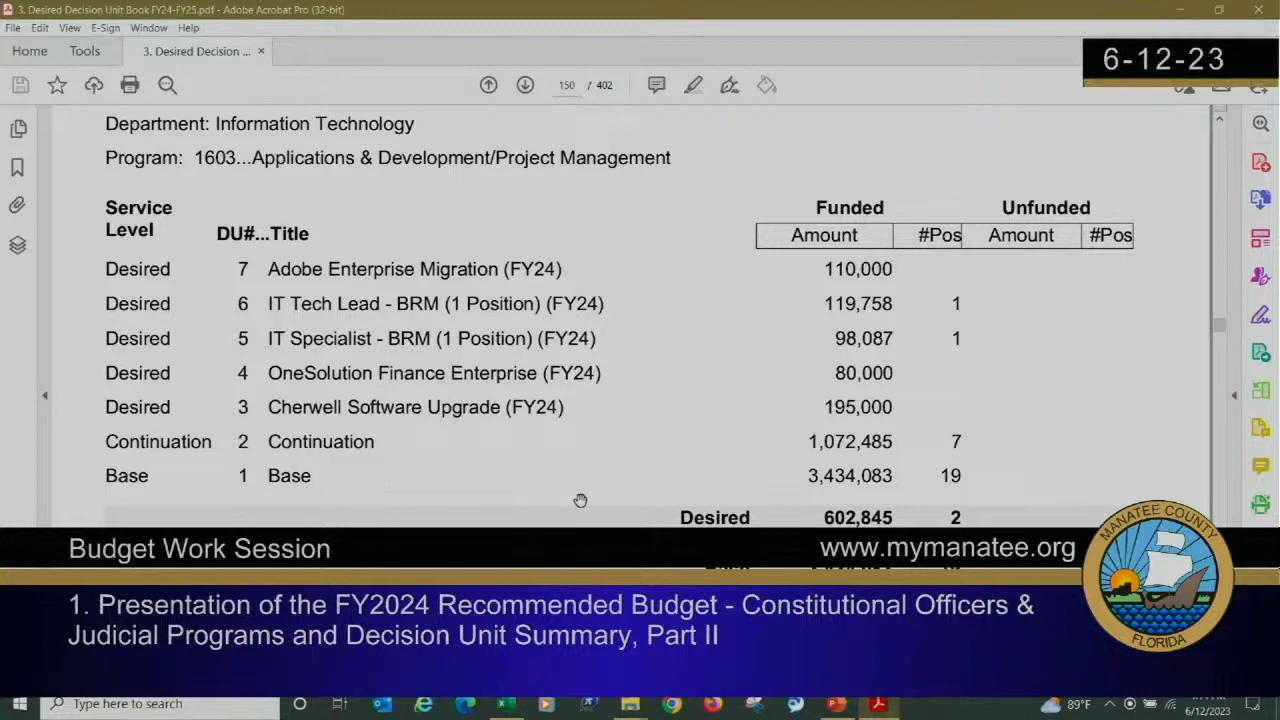 3. Desired Decision Unit Book FY24-FY25.pdf - Adobe Acrobat Pro (32-bit)
File Edit View E-Sign Window Help
Home Tools 3. Desired Decision ... ×
6-12-23
150 / 402
Department: Information Technology
Program: 1603...Applications & Development/Project Management
Service Level DU#...Title Funded Unfunded
Amount #Pos Amount #Pos
Desired 7 Adobe Enterprise Migration (FY24) 110,000
Desired 6 IT Tech Lead - BRM (1 Position) (FY24) 119,758 1
Desired 5 IT Specialist - BRM (1 Position) (FY24) 98,087 1
Desired 4 OneSolution Finance Enterprise (FY24) 80,000
Desired 3 Cherwell Software Upgrade (FY24) 195,000
Continuation 2 Continuation 1,072,485 7
Base 1 Base 3,434,083 19
Desired 602,845 2
Budget Work Session www.mymanatee.org
MANATEE COUNTY
FLORIDA
1. Presentation of the FY2024 Recommended Budget - Constitutional Officers &
Judicial Programs and Decision Unit Summary, Part II
Type here to search 89°F
6/12/2023